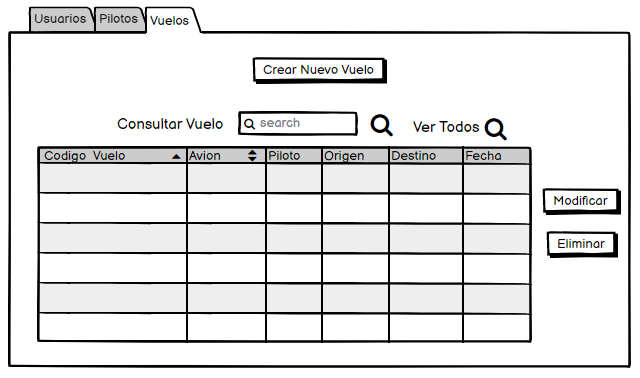 Usuarios Pilotos Vuelos
Crear Nuevo Vuelo
Consultar Vuelo search Ver Todos
Codigo Vuelo Avion Piloto Origen Destino Fecha
Modificar
Eliminar